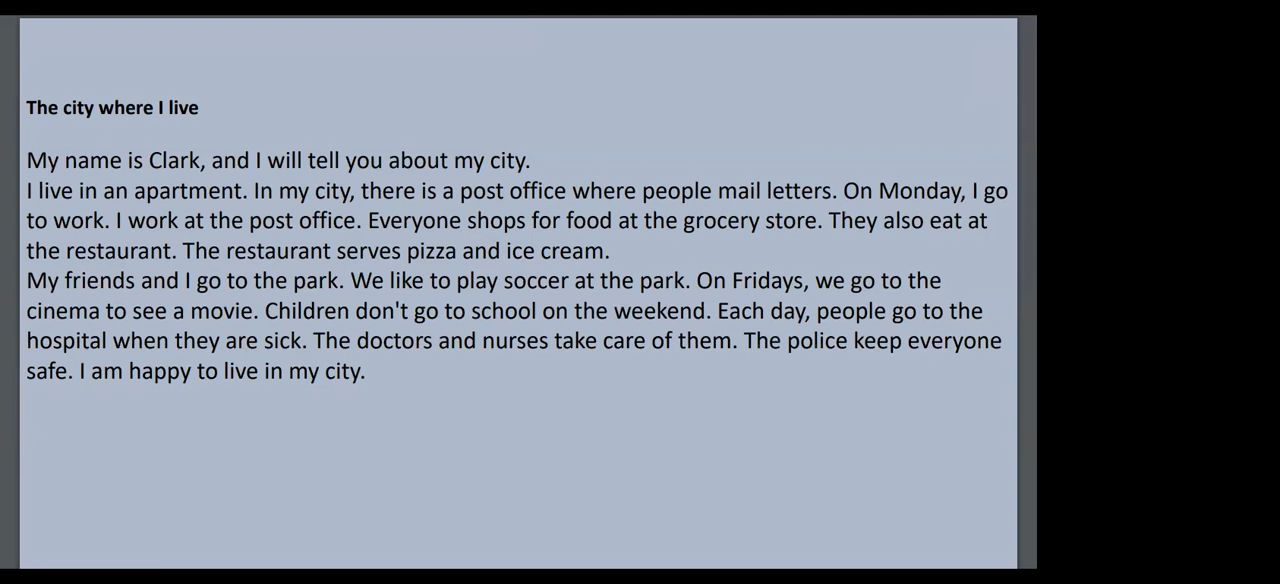 The city where I live
My name is Clark, and I will tell you about my city.
I live in an apartment. In my city, there is a post office where people mail letters. On Monday, I go
to work. I work at the post office. Everyone shops for food at the grocery store. They also eat at
the restaurant. The restaurant serves pizza and ice cream.
My friends and I go to the park. We like to play soccer at the park. On Fridays, we go to the
cinema to see a movie. Children don't go to school on the weekend. Each day, people go to the
hospital when they are sick. The doctors and nurses take care of them. The police keep everyone
safe. I am happy to live in my city.